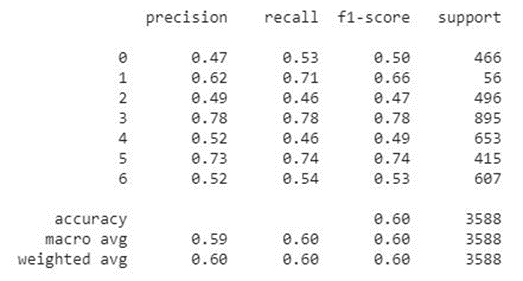 precision recall f1-score support
0 0.47 0.53 0.50 466
1 0.62 0.71 0.66 56
2 0.49 0.46 0.47 496
3 0.78 0.78 0.78 895
4 0.52 0.46 0.49 653
5 0.73 0.74 0.74 415
6 0.52 0.54 0.53 607
accuracy 0.60 3588
macro avg 0.59 0.60 0.60 3588
weighted avg 0.60 0.60 0.60 3588